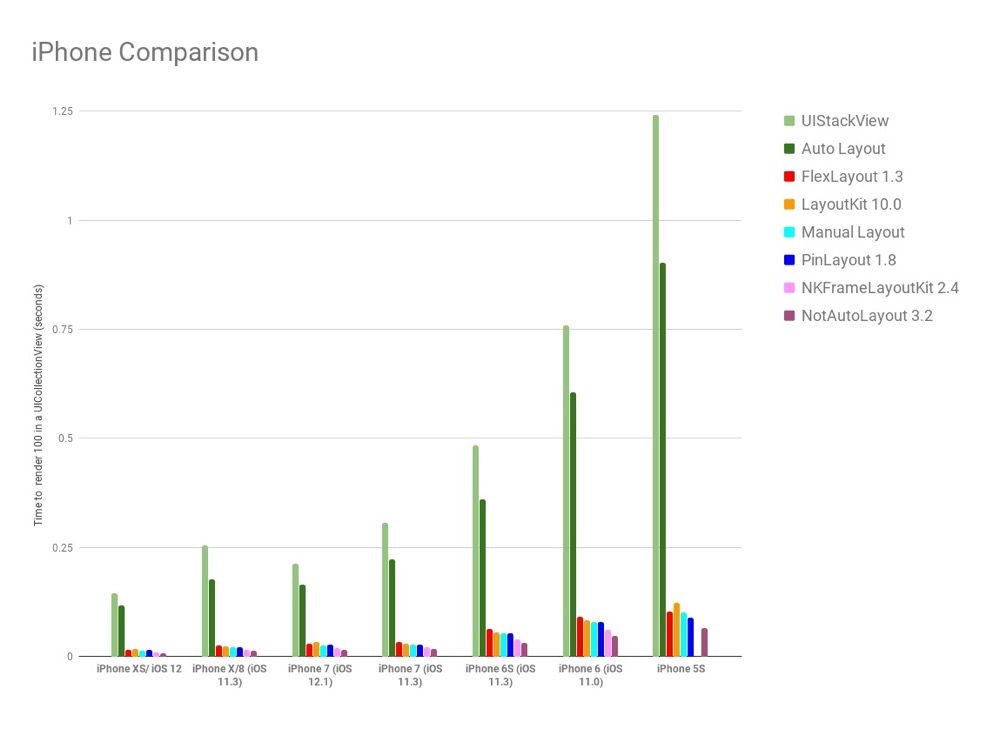 iPhone Comparison
Time to render 100 in a UICollectionView (seconds)
1.25
1
0.75
0.5
0.25
0
iPhone XS/ iOS 12
iPhone X/8 (iOS
11.3)
iPhone 7 (iOS
12.1)
iPhone 7 (iOS
11.3)
iPhone 6S (iOS
11.3)
iPhone 6 (iOS
11.0)
iPhone 5S
UIStackView
Auto Layout
FlexLayout 1.3
LayoutKit 10.0
Manual Layout
PinLayout 1.8
NKFrameLayoutKit 2.4
NotAutoLayout 3.2